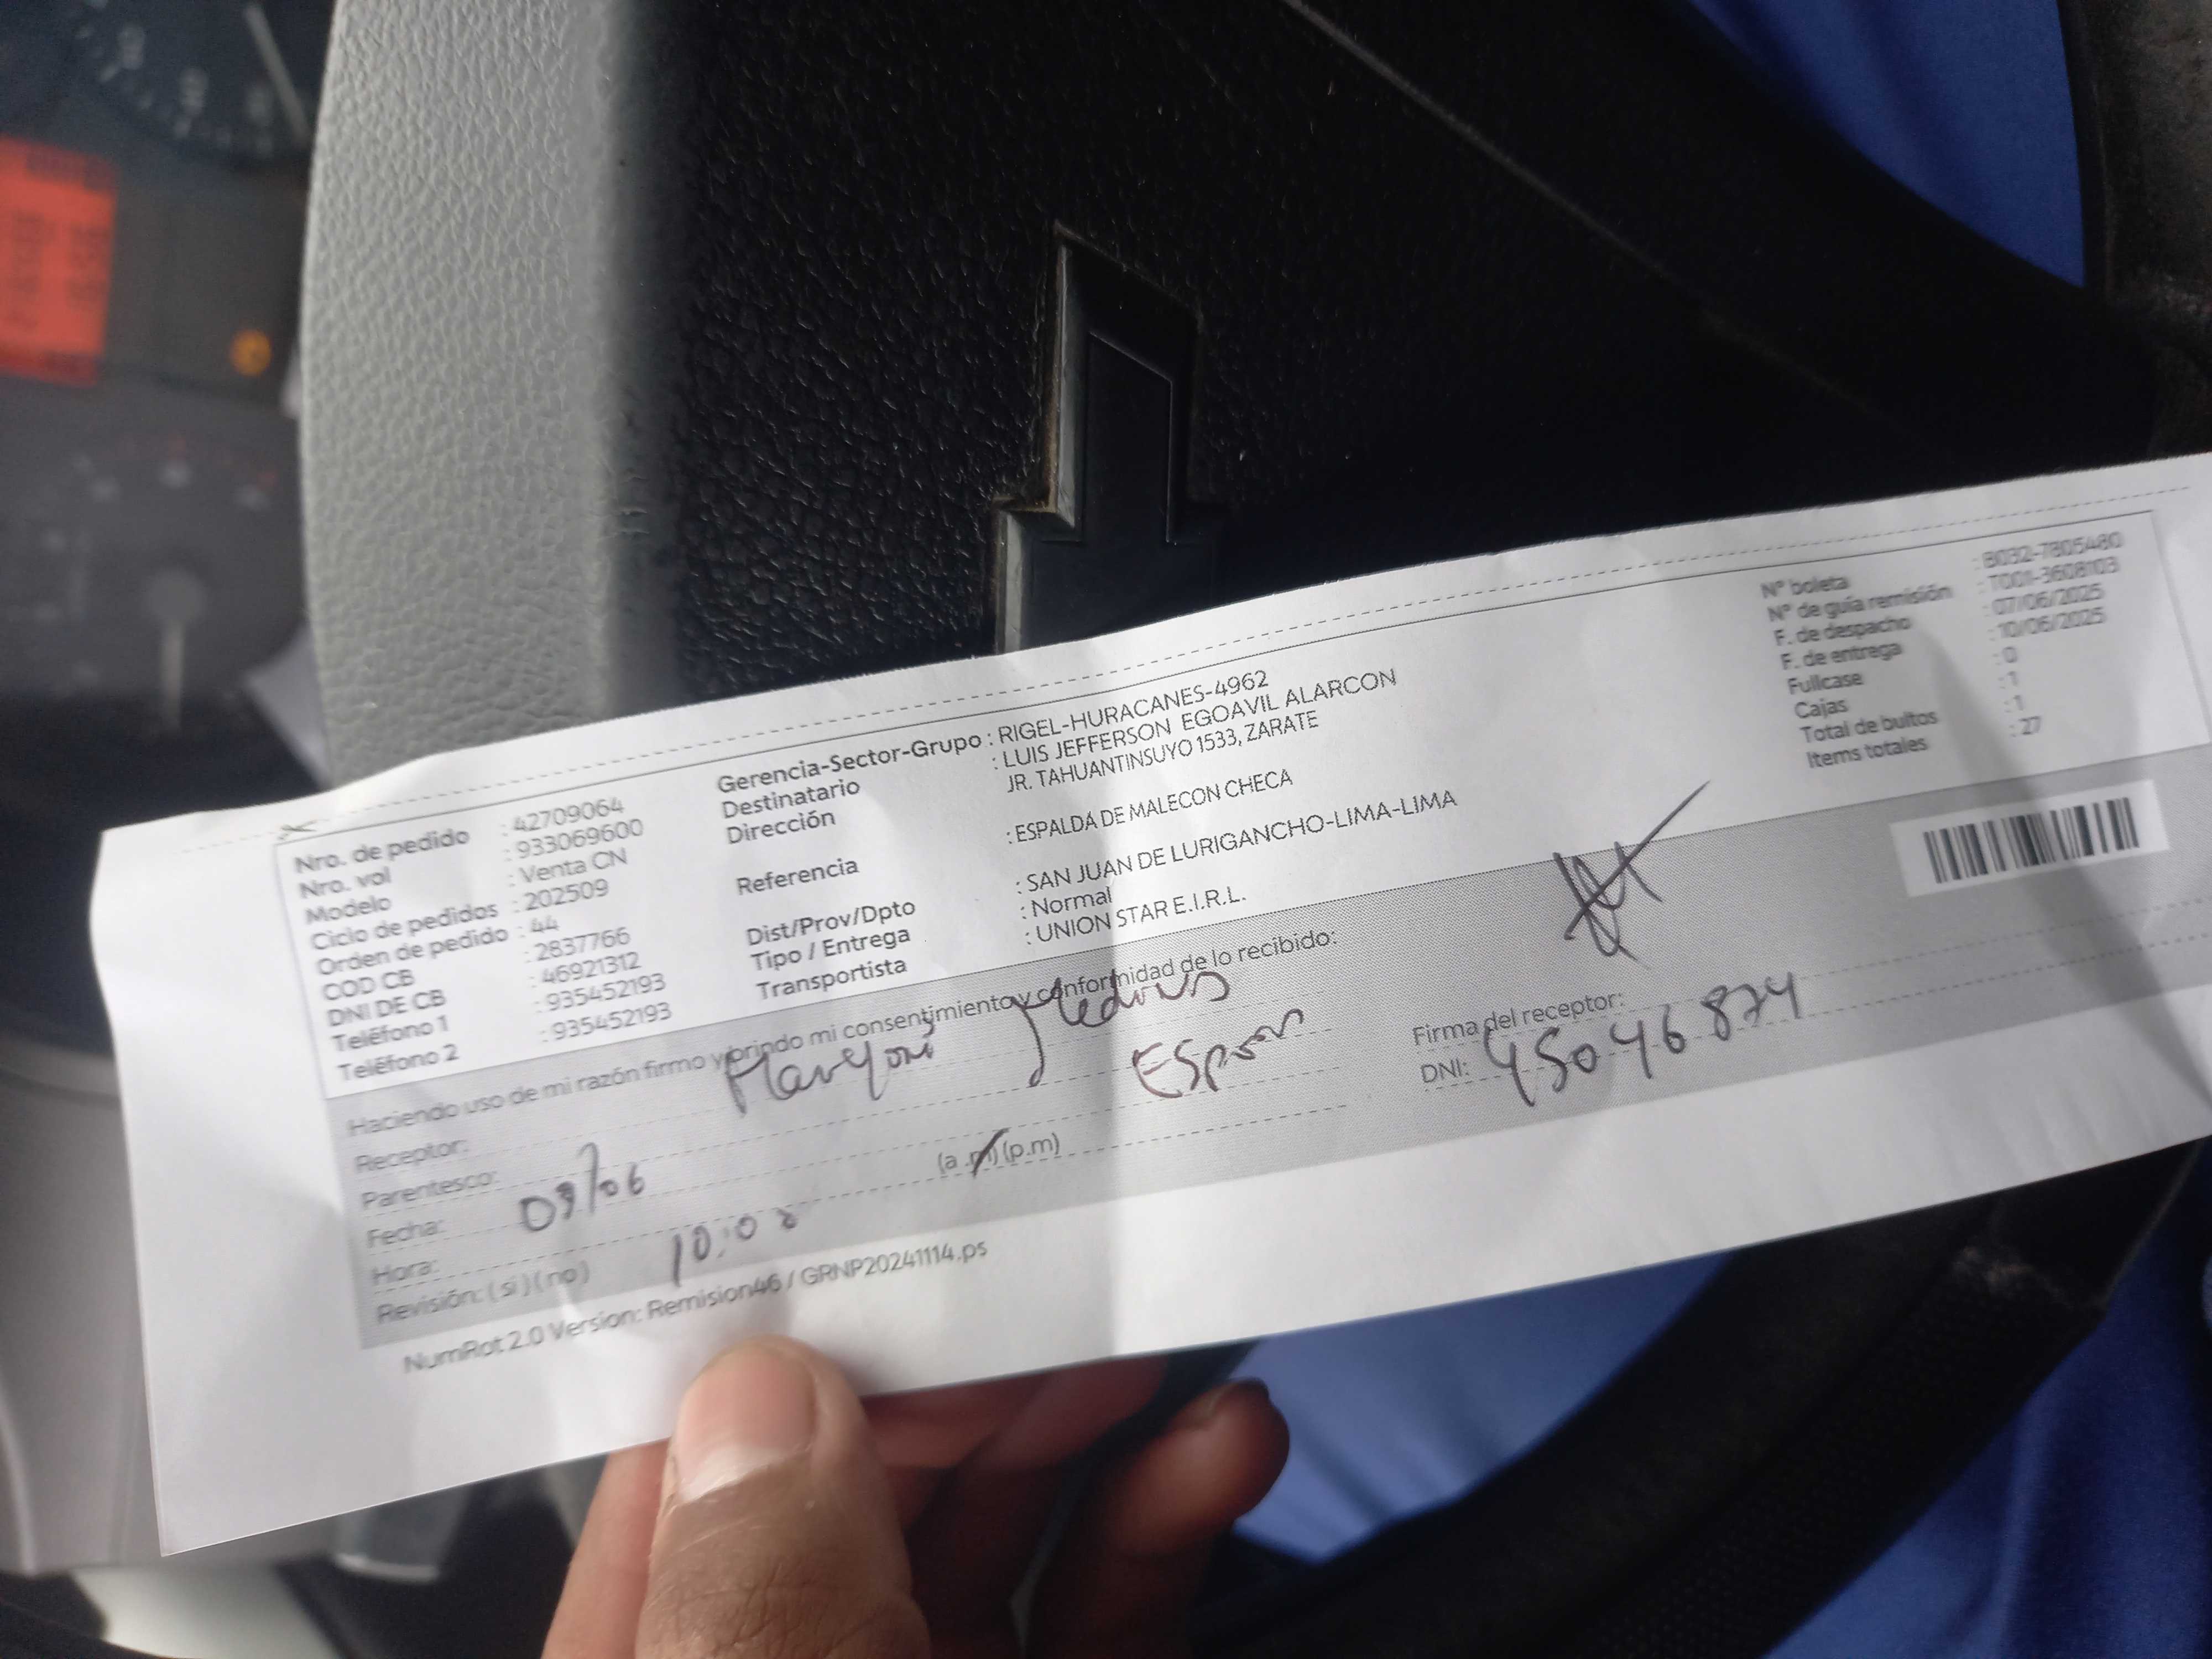 Nro. de pedido : 42709064
Nro. vol : 933069600
Modelo : Venta CN
Ciclo de pedidos : 202509
Orden de pedido : 44
COD CB : 2837766
DNI DE CB : 46921312
Teléfono 1 : 935452193
Teléfono 2 : 935452193
Gerencia-Sector-Grupo : RIGEL-HURACANES-4962
Destinatario : LUIS JEFFERSON EGOAVIL ALARCON
Dirección JR. TAHUANTINSUYO 1533, ZARATE
Referencia : ESPALDA DE MALECON CHECA
Dist/Prov/Dpto : SAN JUAN DE LURIGANCHO-LIMA-LIMA
Tipo / Entrega : Normal
Transportista : UNION STAR E.I.R.L.
N° boleta : B032-7805480
N° de guía remisión : T001-3608103
F. de despacho : 07/06/2025
F. de entrega : 10/06/2025
Fullcase : 0
Cajas : 1
Total de bultos : 1
Items totales : 27
Haciendo uso de mi razón firmo y brindo mi consentimiento y conformidad de lo recibido:
Receptor:
Parentesco:
Fecha: 09/06
Hora: 10:08 (a.m) (p.m)
Revisión: ( si ) ( no )
Firma del receptor:
DNI: 45046874
NumRot 2.0 Version: Remision46 / GRNP20241114.ps